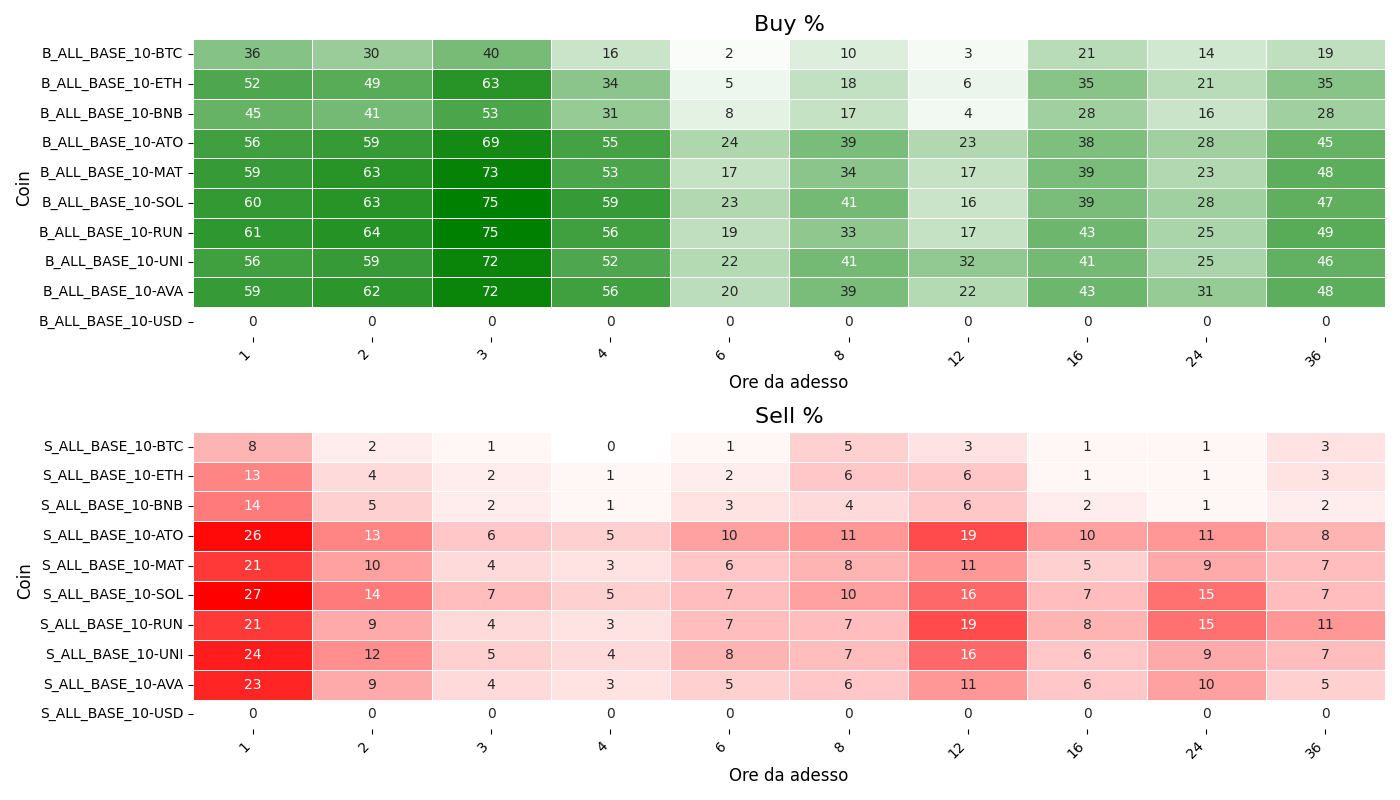 Buy %
Coin
B_ALL_BASE_10-BTC 36 30 40 16 2 10 3 21 14 19
B_ALL_BASE_10-ETH 52 49 63 34 5 18 6 35 21 35
B_ALL_BASE_10-BNB 45 41 53 31 8 17 4 28 16 28
B_ALL_BASE_10-ATO 56 59 69 55 24 39 23 38 28 45
B_ALL_BASE_10-MAT 59 63 73 53 17 34 17 39 23 48
B_ALL_BASE_10-SOL 60 63 75 59 23 41 16 39 28 47
B_ALL_BASE_10-RUN 61 64 75 56 19 33 17 43 25 49
B_ALL_BASE_10-UNI 56 59 72 52 22 41 32 41 25 46
B_ALL_BASE_10-AVA 59 62 72 56 20 39 22 43 31 48
B_ALL_BASE_10-USD 0 0 0 0 0 0 0 0 0 0
1 2 3 4 6 8 12 16 24 36
Ore da adesso
Sell %
Coin
S_ALL_BASE_10-BTC 8 2 1 0 1 5 3 1 1 3
S_ALL_BASE_10-ETH 13 4 2 1 2 6 6 1 1 3
S_ALL_BASE_10-BNB 14 5 2 1 3 4 6 2 1 2
S_ALL_BASE_10-ATO 26 13 6 5 10 11 19 10 11 8
S_ALL_BASE_10-MAT 21 10 4 3 6 8 11 5 9 7
S_ALL_BASE_10-SOL 27 14 7 5 7 10 16 7 15 7
S_ALL_BASE_10-RUN 21 9 4 3 7 7 19 8 15 11
S_ALL_BASE_10-UNI 24 12 5 4 8 7 16 6 9 7
S_ALL_BASE_10-AVA 23 9 4 3 5 6 11 6 10 5
S_ALL_BASE_10-USD 0 0 0 0 0 0 0 0 0 0
1 2 3 4 6 8 12 16 24 36
Ore da adesso